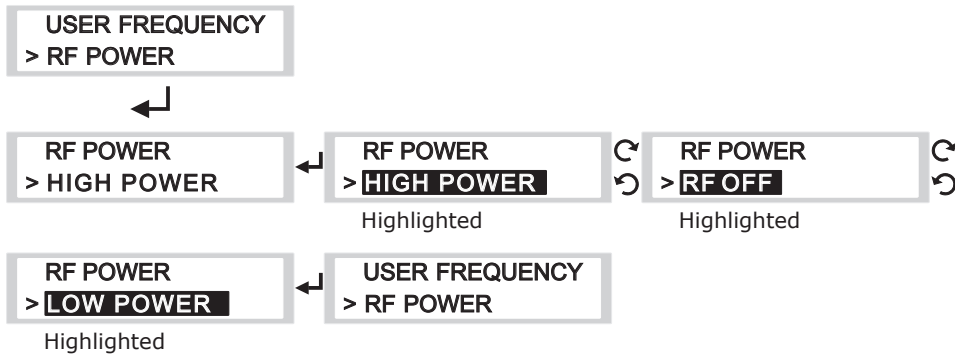 USER FREQUENCY
> RF POWER
RF POWER
> HIGH POWER
RF POWER
> HIGH POWER
Highlighted
RF POWER
> RF OFF
Highlighted
RF POWER
> LOW POWER
Highlighted
USER FREQUENCY
> RF POWER